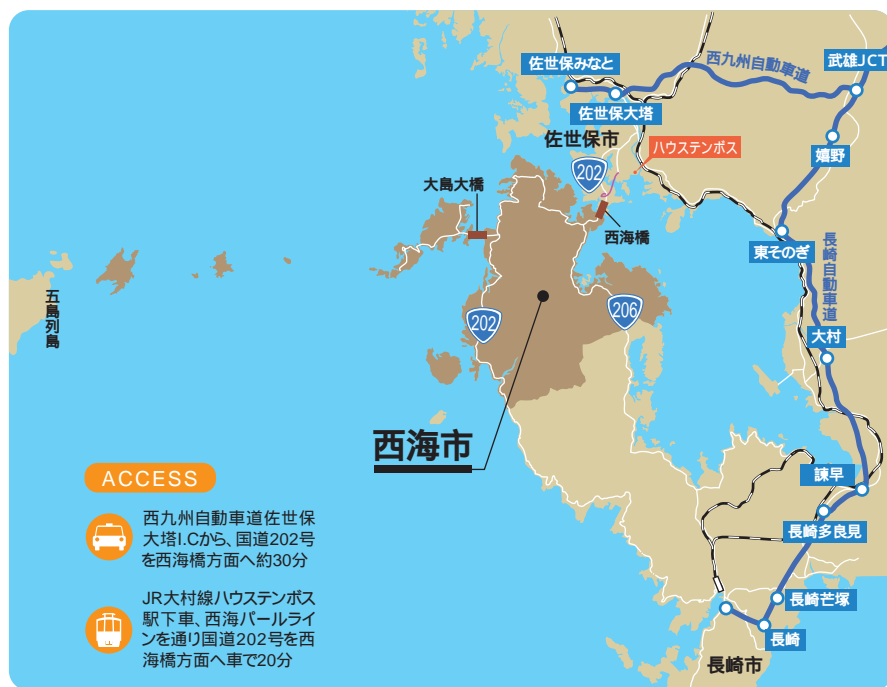 佐世保みなと
西九州自動車道
武雄JCT
佐世保大塔
佐世保市
ハウステンボス
嬉野
202
大島大橋
西海橋
東そのぎ
長崎自動車道
五島列島
202
206
大村
西海市
ACCESS
諫早
西九州自動車道佐世保
大塔I.Cから、国道202号
を西海橋方面へ約30分
長崎多良見
JR大村線ハウステンボス
駅下車、西海パールライ
ンを通り国道202号を西
海橋方面へ車で20分
長崎芒塚
長崎
長崎市